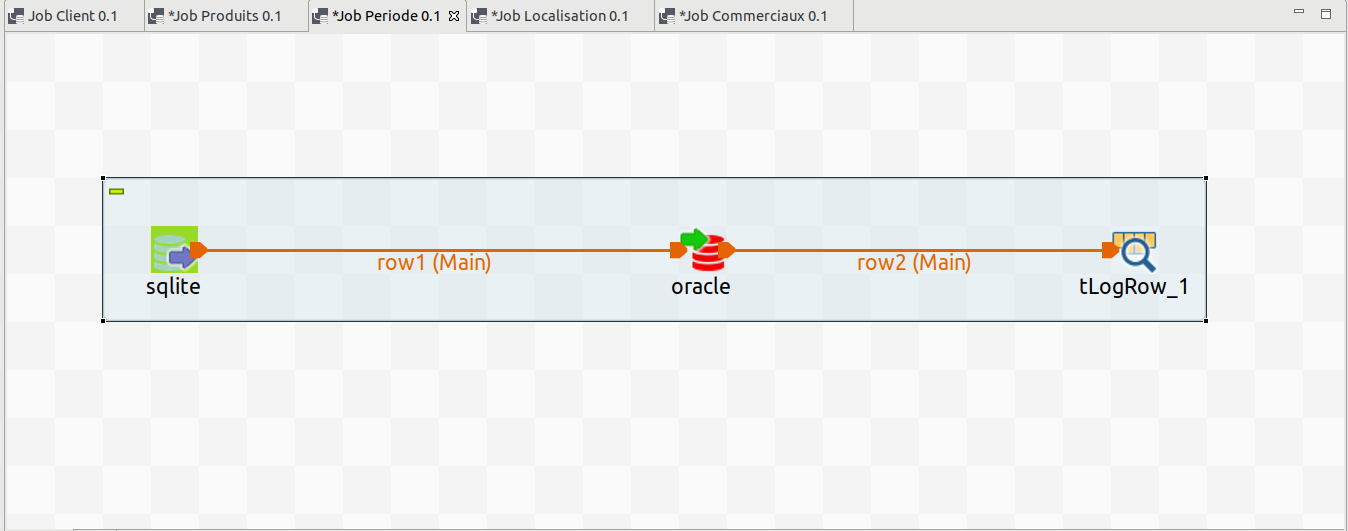 Job Client 0.1
*Job Produits 0.1
*Job Periode 0.1
*Job Localisation 0.1
*Job Commerciaux 0.1
row1 (Main)
row2 (Main)
sqlite
oracle
tLogRow_1